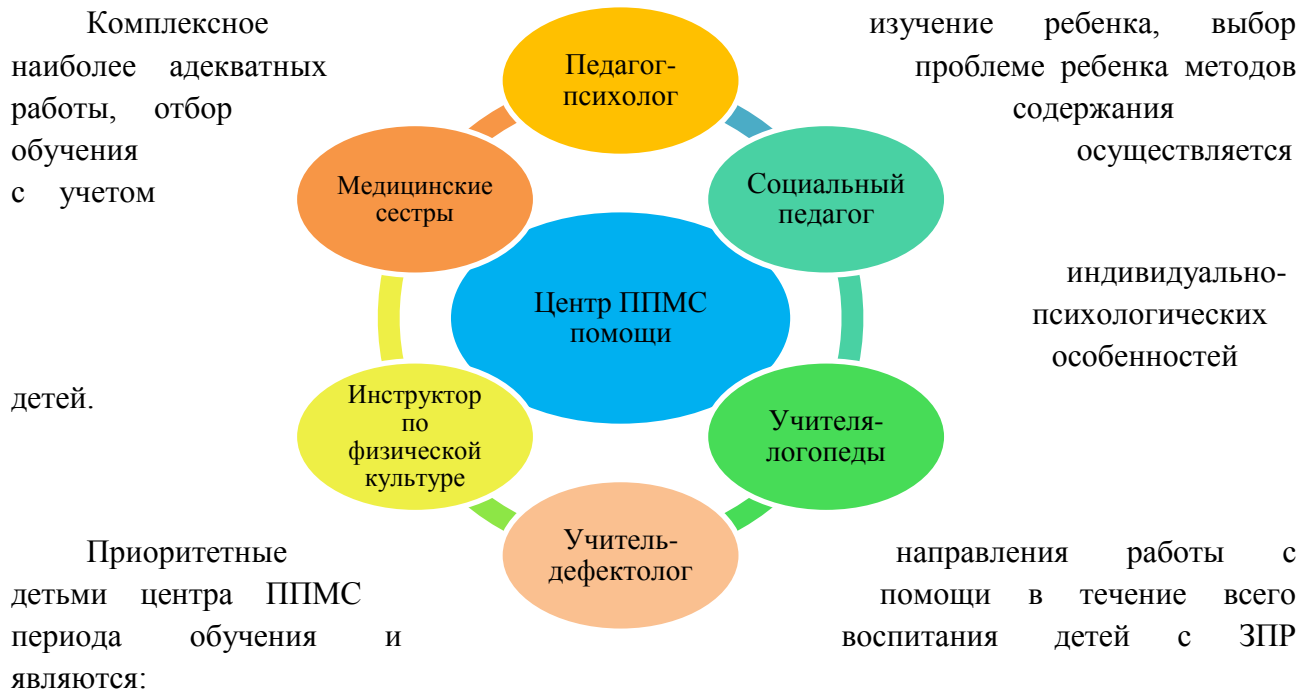 Комплексное изучение ребенка, выбор
наиболее адекватных проблеме ребенка методов
работы, отбор содержания
обучения осуществляется
с учетом
индивидуально-
психологических
особенностей
детей.
Педагог-
психолог
Социальный
педагог
Учителя-
логопеды
Учитель-
дефектолог
Инструктор
по
физической
культуре
Медицинские
сестры
Центр ППМС
помощи
Приоритетные направления работы с
детьми центра ППМС помощи в течение всего
периода обучения и воспитания детей с ЗПР
являются: